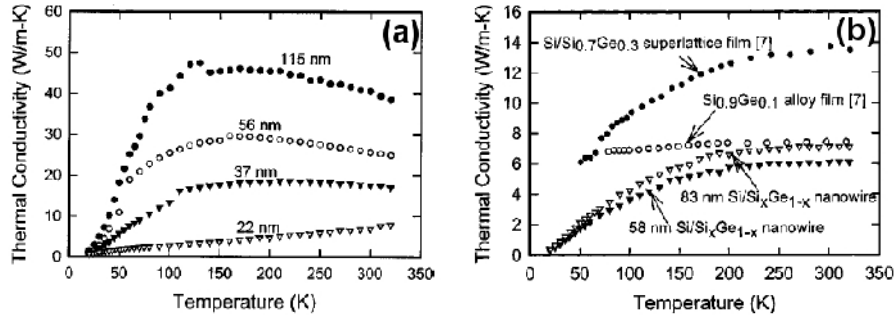 (a)
Thermal Conductivity (W/m-K)
60
50
40
30
20
10
0
115 nm
56 nm
37 nm
22 nm
0 50 100 150 200 250 300 350
Temperature (K)
(b)
Thermal Conductivity (W/m-K)
16
14
12
10
8
6
4
2
0
Si/Si0.7Ge0.3 superlattice film [7]
Si0.9Ge0.1 alloy film [7]
83 nm Si/SixGe1-x nanowire
58 nm Si/SixGe1-x nanowire
0 50 100 150 200 250 300 350
Temperature (K)